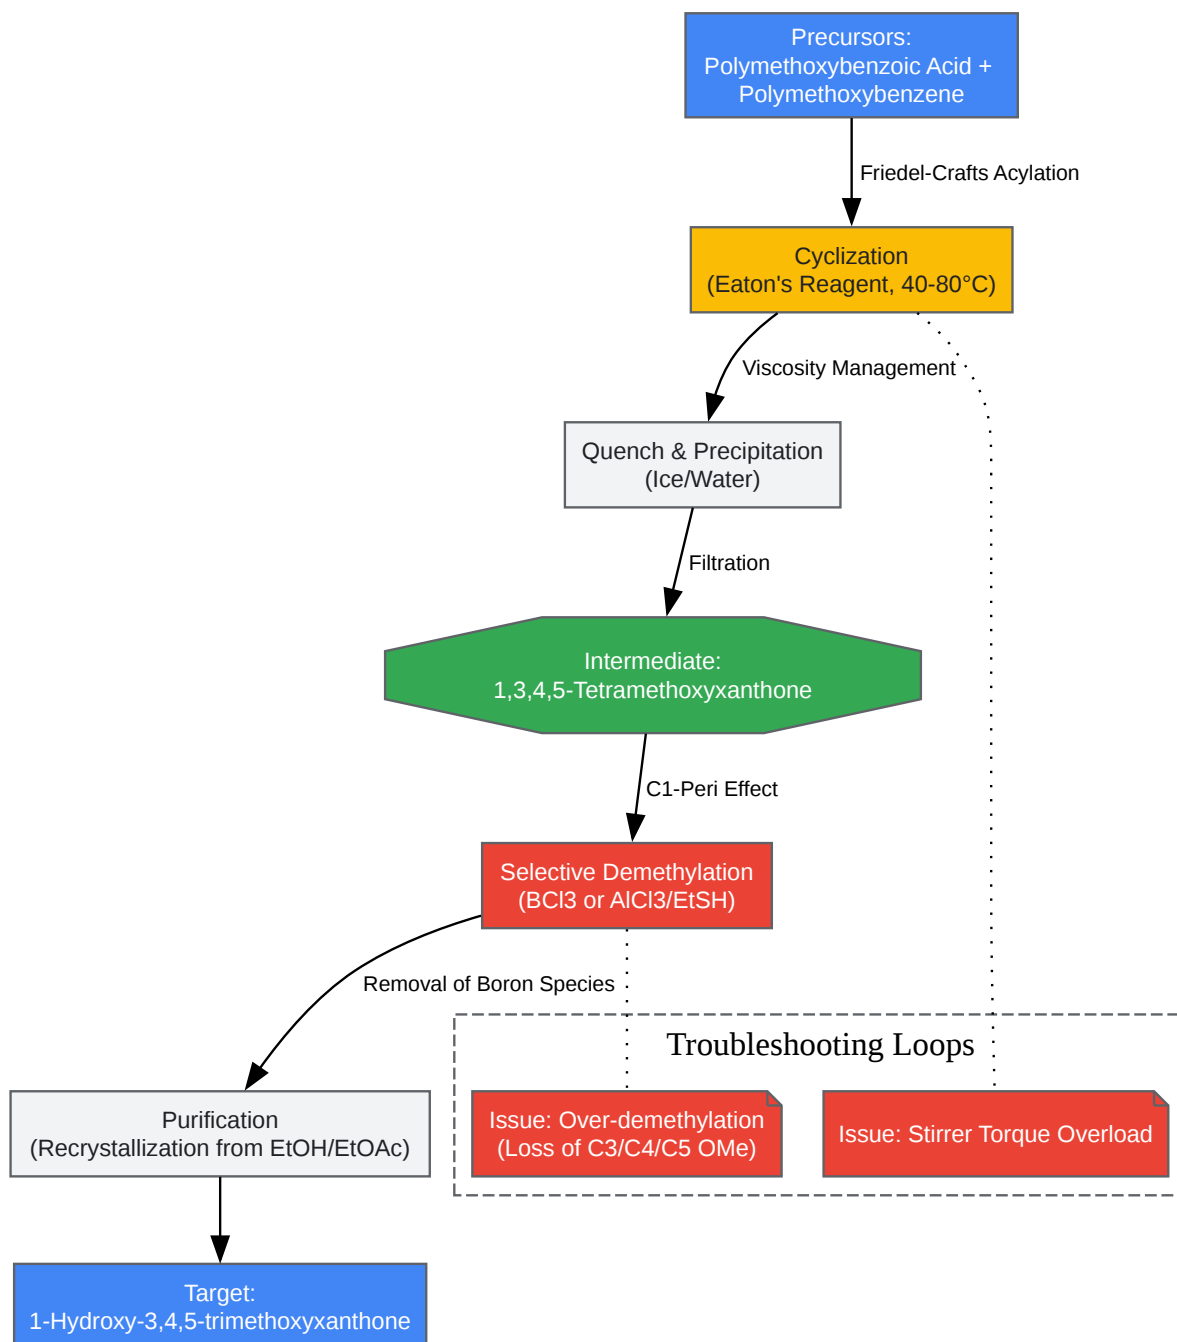 Precursors:
Polymethoxybenzoic Acid +
Polymethoxybenzene
Friedel-Crafts Acylation
Cyclization
(Eaton's Reagent, 40-80°C)
Viscosity Management
Quench & Precipitation
(Ice/Water)
Filtration
Intermediate:
1,3,4,5-Tetramethoxyxanthone
C1-Peri Effect
Selective Demethylation
(BCl3 or AlCl3/EtSH)
Removal of Boron Species
Troubleshooting Loops
Purification
(Recrystallization from EtOH/EtOAc)
Issue: Over-demethylation
(Loss of C3/C4/C5 OMe)
Issue: Stirrer Torque Overload
Target:
1-Hydroxy-3,4,5-trimethoxyxanthone